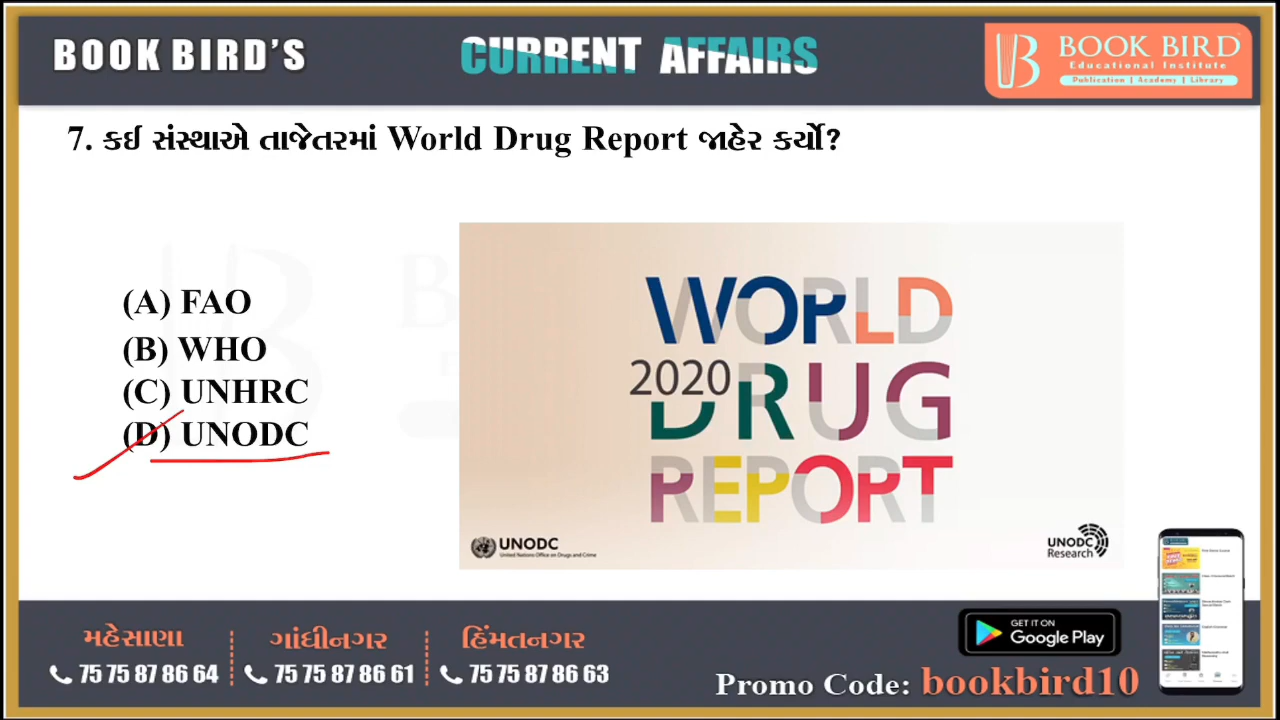 BOOK BIRD'S
CURRENT AFFAIRS
BOOK BIRD
Educational Institute
Publication | Academy | Library
7. કઈ સંસ્થાએ તાજેતરમાં World Drug Report જાહેર કર્યો?
(A) FAO
(B) WHO
(C) UNHRC
(D) UNODC
WORLD
2020 DRUG
REPORT
UNODC
United Nations Office on Drugs and Crime
UNODC
Research
મહેસાણા
75 75 87 86 64
ગાંધીનગર
75 75 87 86 61
હિંમતનગર
75 75 87 86 63
GET IT ON
Google Play
Promo Code: bookbird10